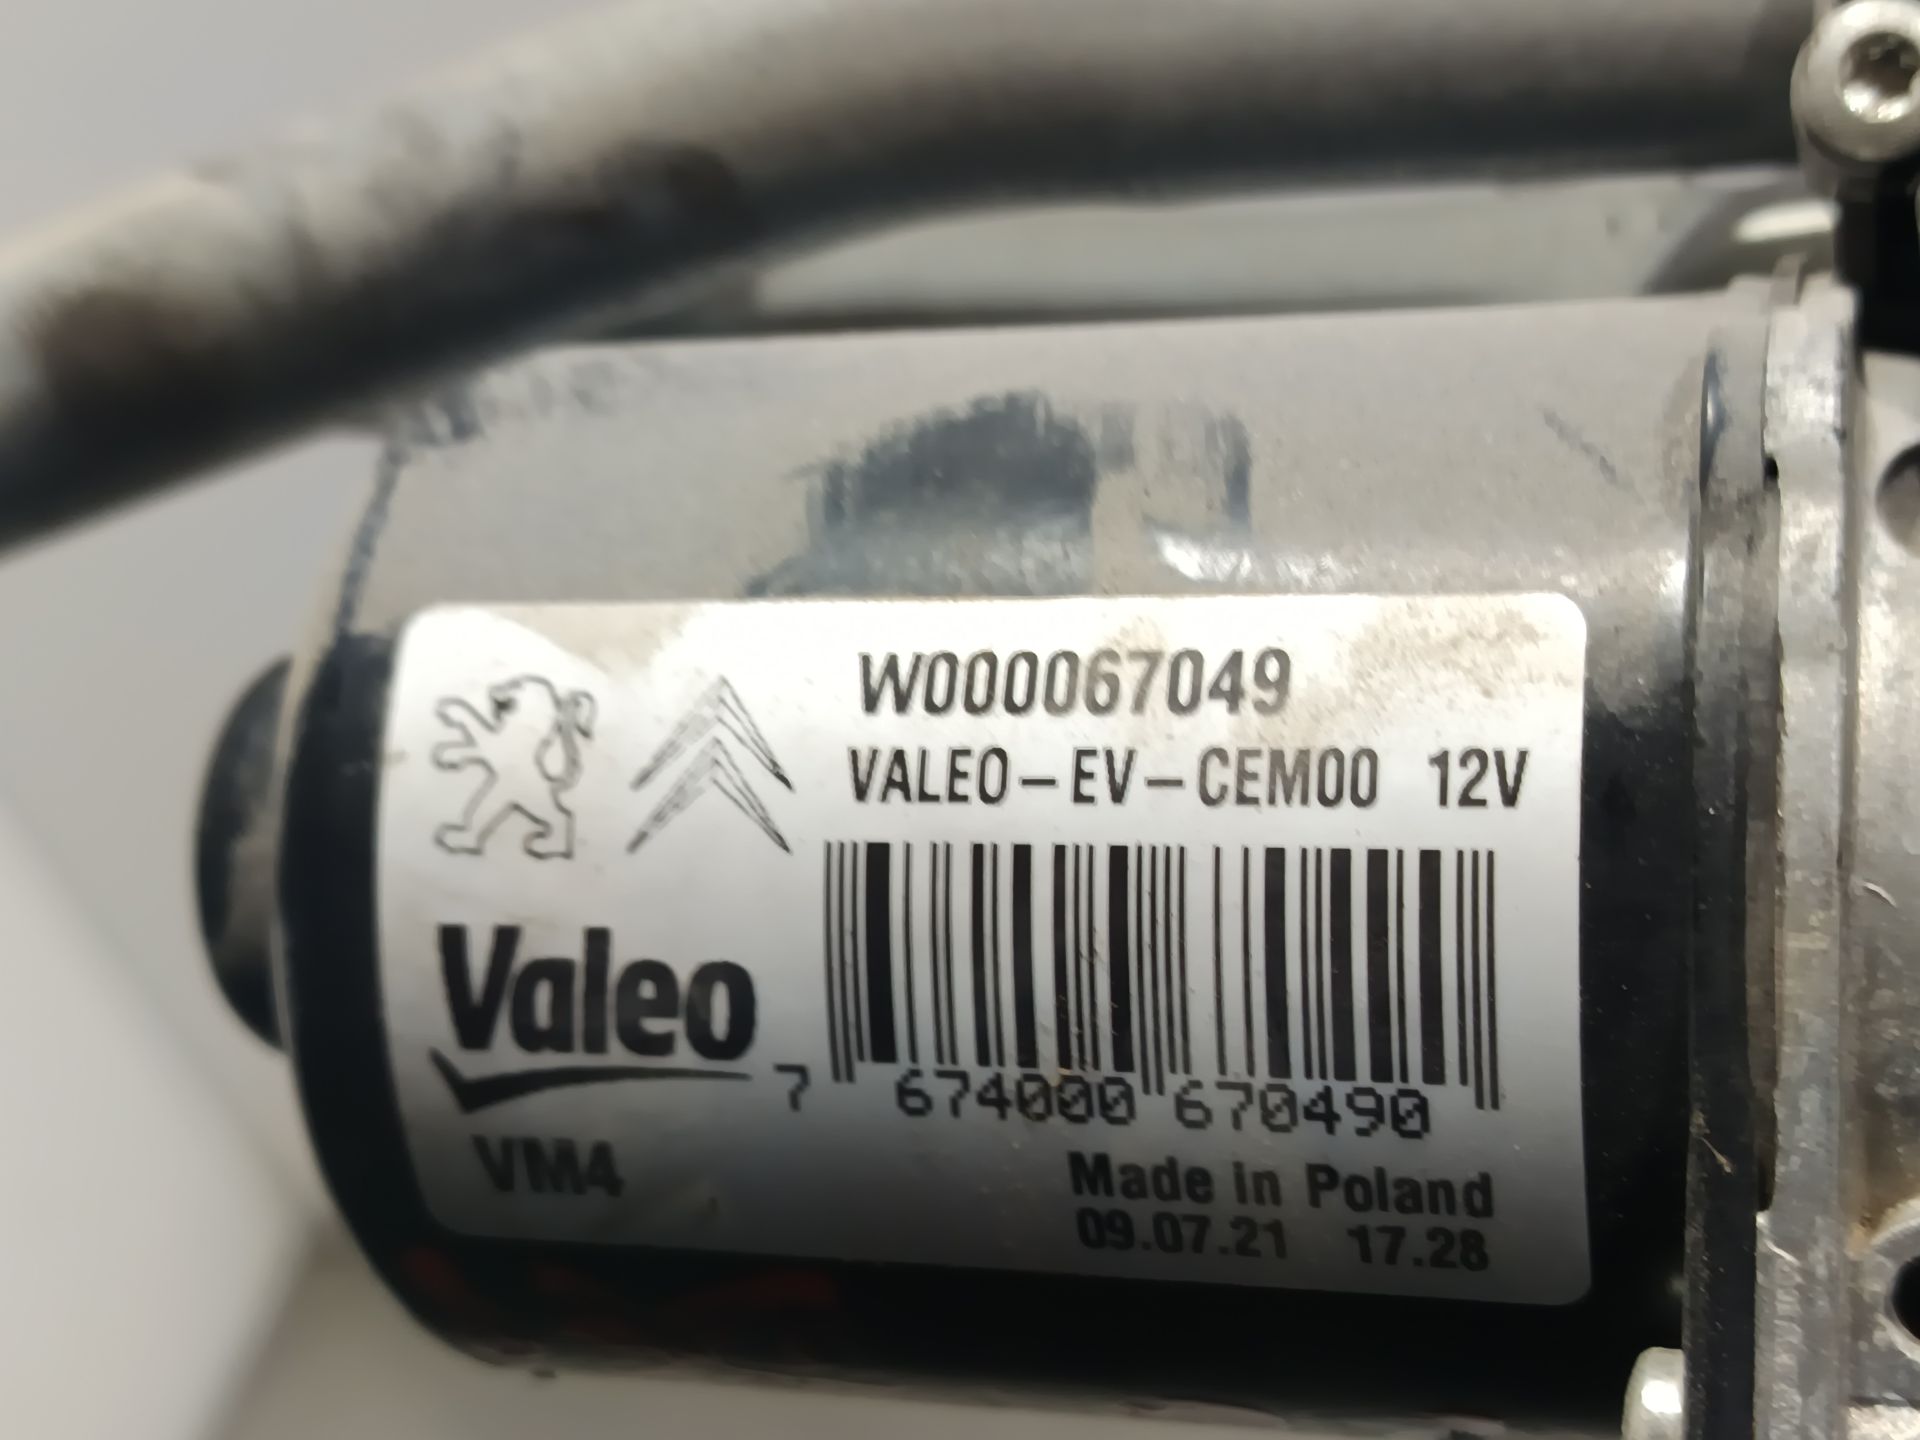 W000067049
VALEO-EV-CEM00 12V
Valeo
7 674000 670490
VM4
Made in Poland
09.07.21 17.28